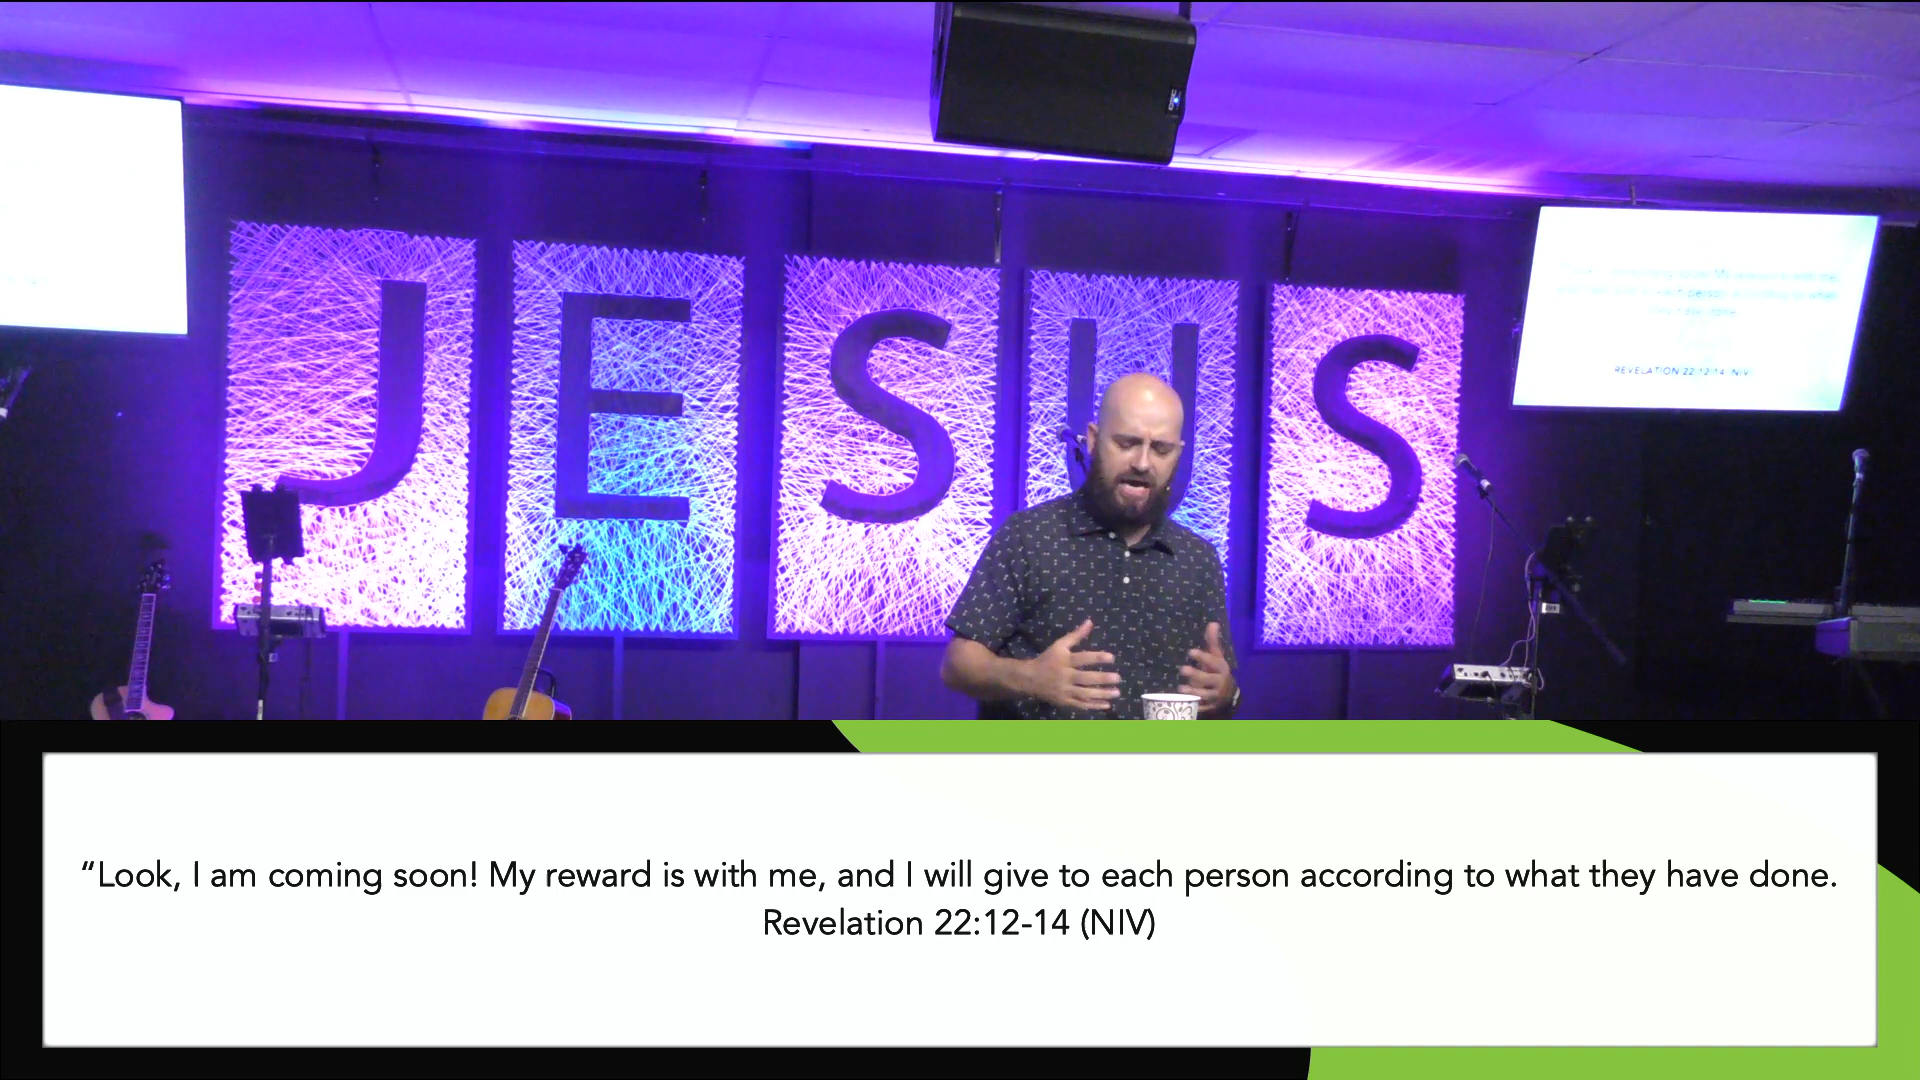 JESUS
REVELATION 22:12-14 NIV
“Look, I am coming soon! My reward is with me, and I will give to each person according to what they have done.
Revelation 22:12-14 (NIV)